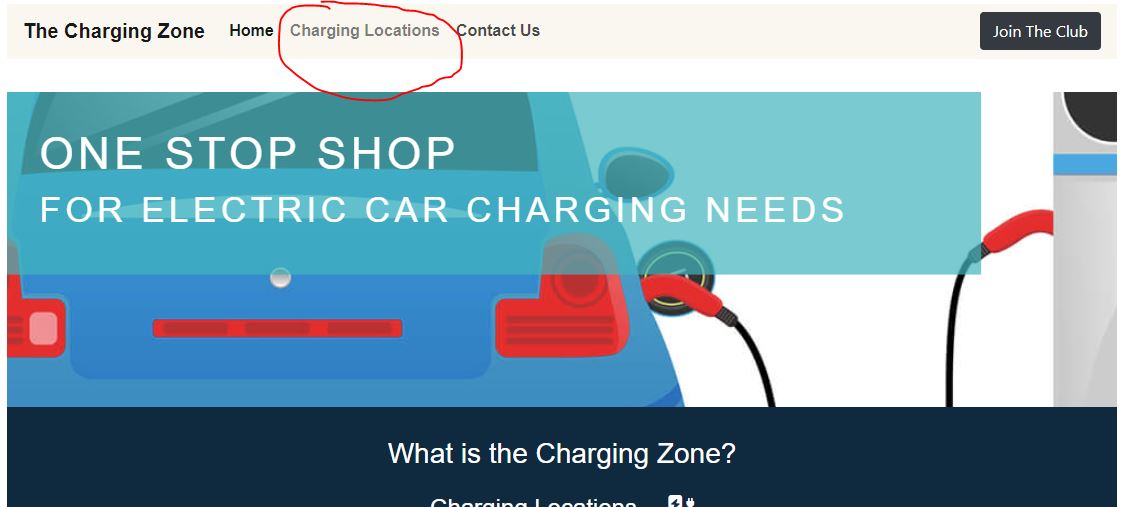 The Charging Zone Home Charging Locations Contact Us Join The Club
ONE STOP SHOP
FOR ELECTRIC CAR CHARGING NEEDS
What is the Charging Zone?
Charging Locations